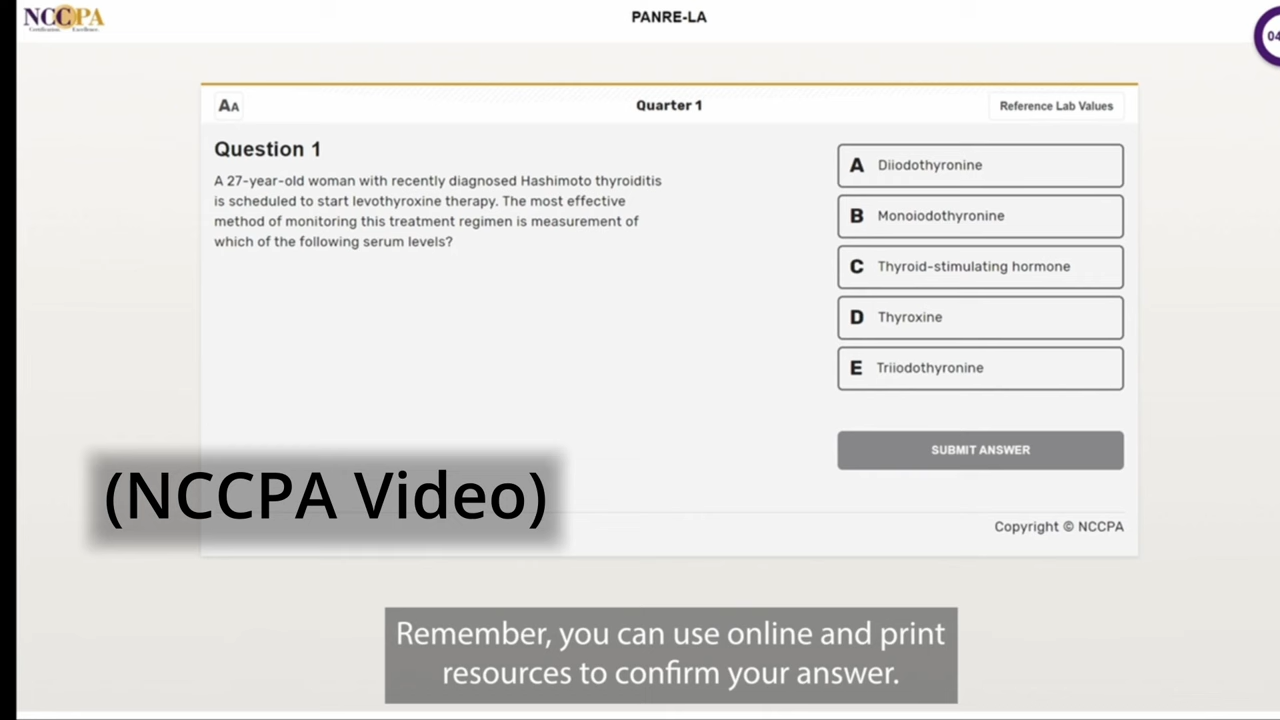 NCCPA
PANRE-LA
04
AA
Quarter 1
Reference Lab Values
Question 1
A 27-year-old woman with recently diagnosed Hashimoto thyroiditis
is scheduled to start levothyroxine therapy. The most effective
method of monitoring this treatment regimen is measurement of
which of the following serum levels?
A Diiodothyronine
B Monoiodothyronine
C Thyroid-stimulating hormone
D Thyroxine
E Triiodothyronine
SUBMIT ANSWER
(NCCPA Video)
Copyright © NCCPA
Remember, you can use online and print
resources to confirm your answer.